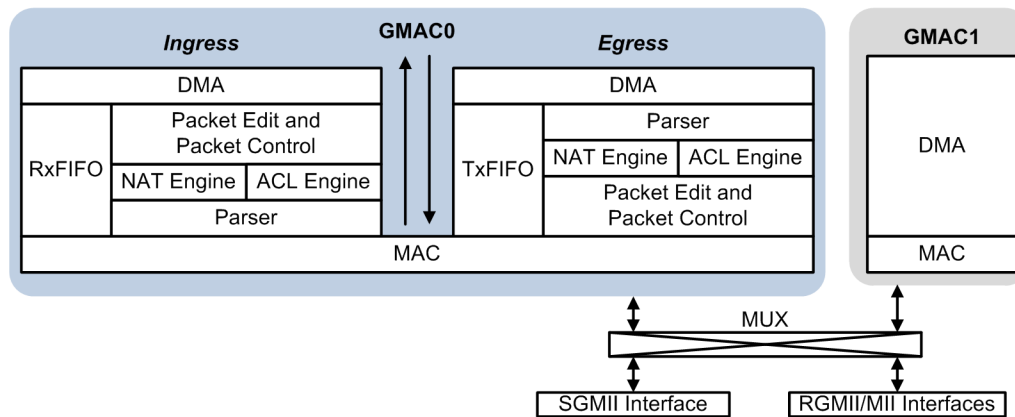 GMAC0
Ingress
Egress
GMAC1
DMA
DMA
RxFIFO
Packet Edit and
Packet Control
NAT Engine
ACL Engine
Parser
TxFIFO
Parser
NAT Engine
ACL Engine
Packet Edit and
Packet Control
DMA
MAC
MAC
MUX
SGMII Interface
RGMII/MII Interfaces